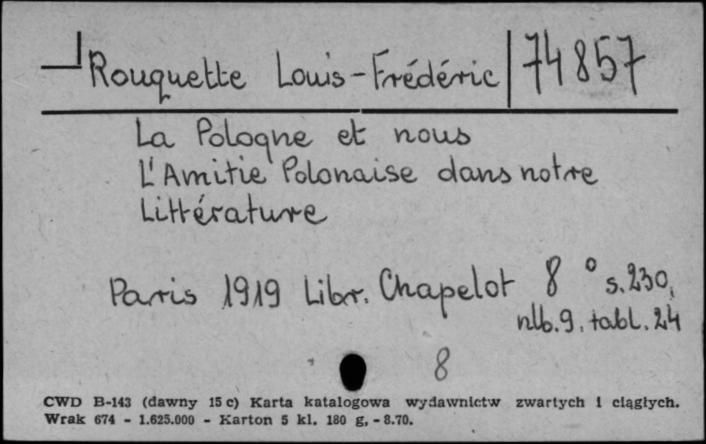 Rouquette Louis-Frédéric 74857
La Pologne et nous
L'Amitie Polonaise dans notre
Littérature
Paris 1919 Libr. Chapelot 8° s.230,
nlb.9. tabl. 24
8
CWD B-143 (dawny 15 c) Karta katalogowa wydawnictw zwartych i ciągłych.
Wrak 674 - 1.625.000 - Karton 5 kl. 180 g. - 8.70.